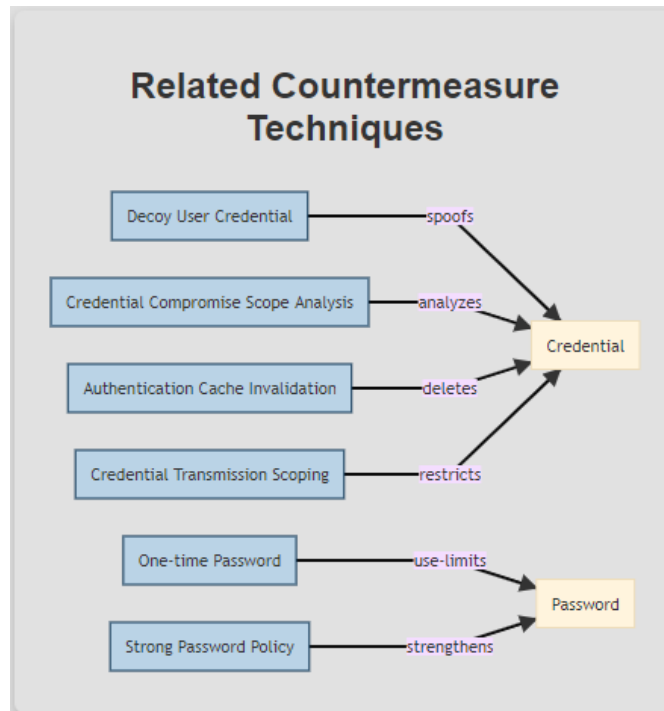 Related Countermeasure
Techniques
Decoy User Credential
spoofs
Credential Compromise Scope Analysis
analyzes
Credential
Authentication Cache Invalidation
deletes
Credential Transmission Scoping
restricts
One-time Password
use-limits
Password
Strong Password Policy
strengthens